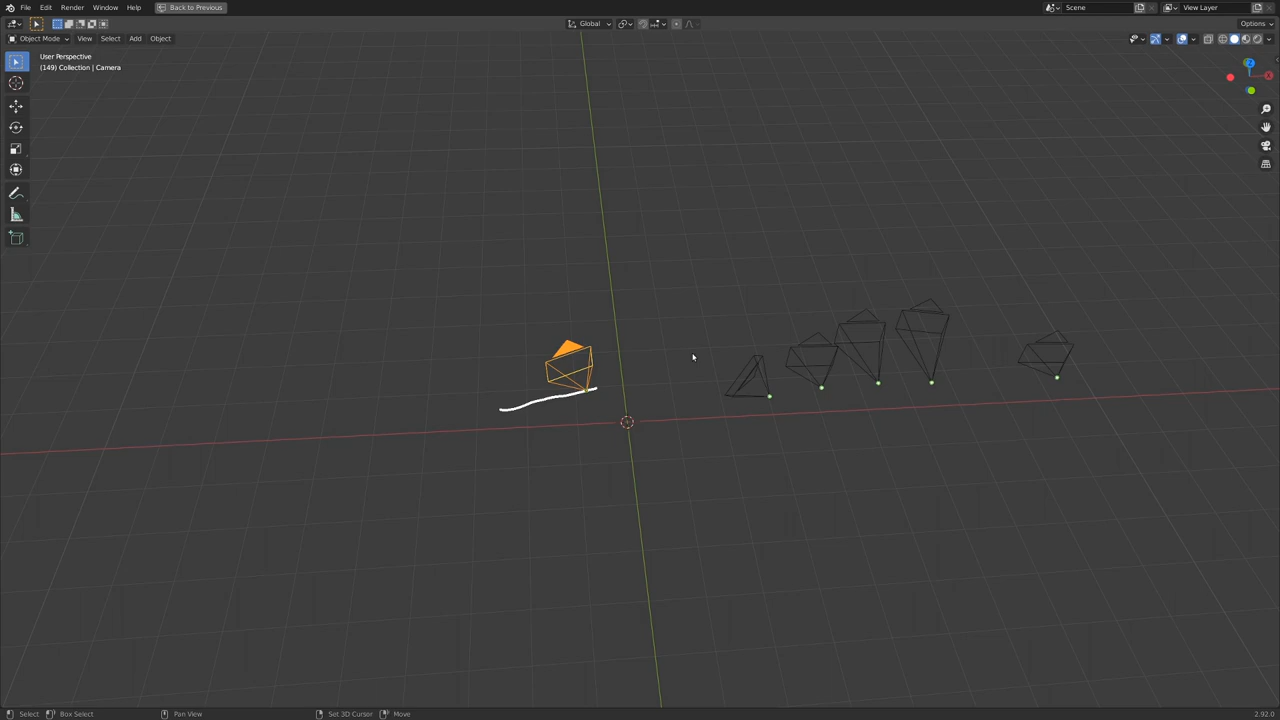 File Edit Render Window Help Back to Previous Scene View Layer
Global Options
Object Mode View Select Add Object
User Perspective
(149) Collection | Camera
Z
X
Select Box Select Pan View Set 3D Cursor Move 2.92.0